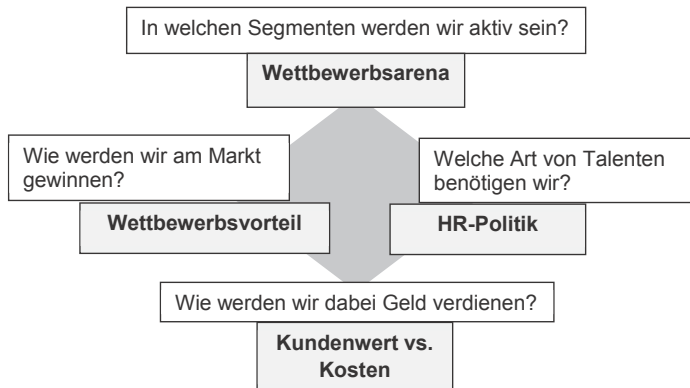 In welchen Segmenten werden wir aktiv sein?
Wettbewerbsarena
Wie werden wir am Markt
gewinnen?
Wettbewerbsvorteil
Welche Art von Talenten
benötigen wir?
HR-Politik
Wie werden wir dabei Geld verdienen?
Kundenwert vs.
Kosten